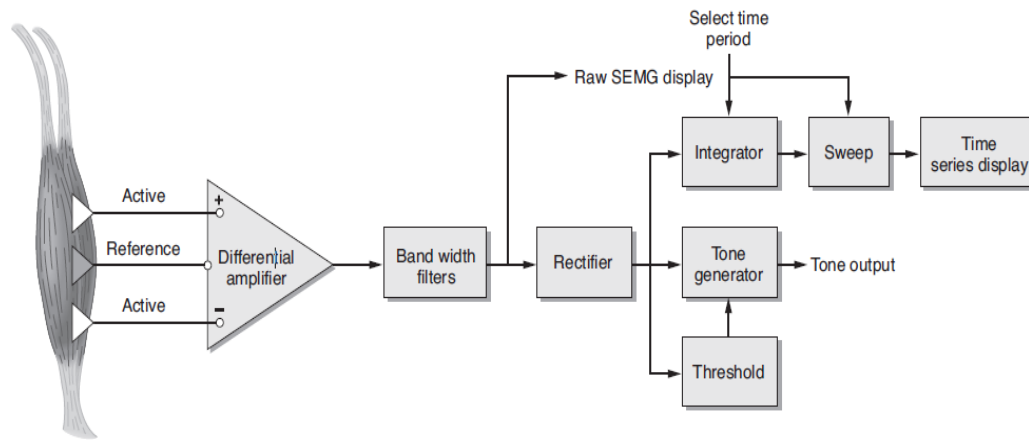 Select time
period
Raw SEMG display
Integrator
Sweep
Time
series display
Active
+
Reference
Differential
amplifier
Band width
filters
Rectifier
Tone
generator
Tone output
Active
−
Threshold